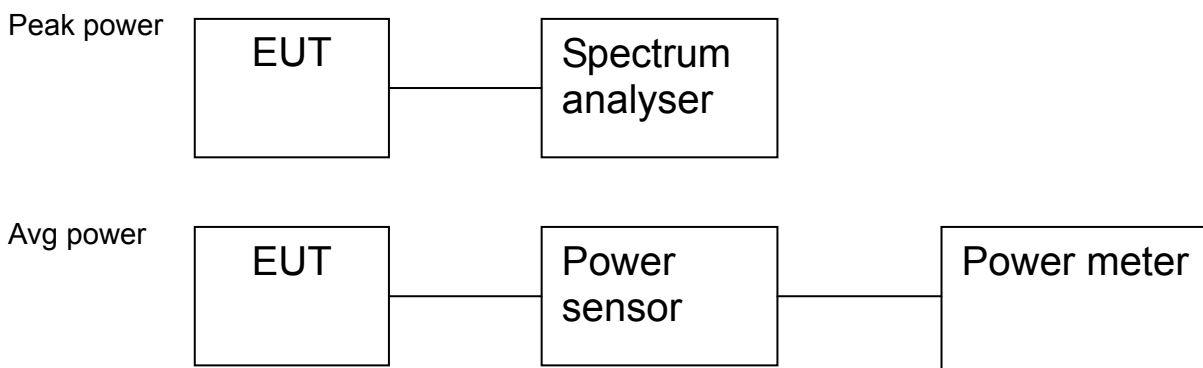 Peak power
EUT
Spectrum
analyser
Avg power
EUT
Power
sensor
Power meter